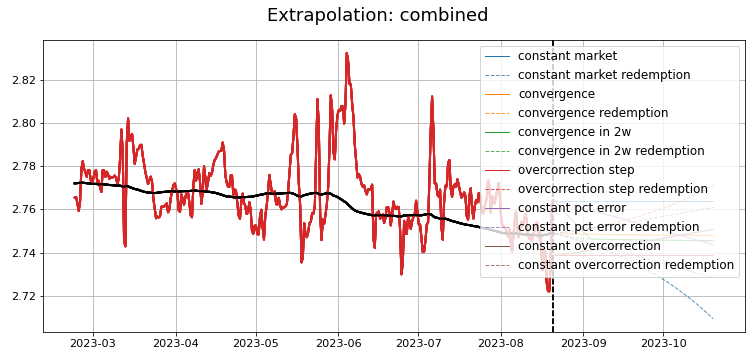 Extrapolation: combined
2.82
2.80
2.78
2.76
2.74
2.72
constant market
constant market redemption
convergence
convergence redemption
convergence in 2w
convergence in 2w redemption
overcorrection step
overcorrection step redemption
constant pct error
constant pct error redemption
constant overcorrection
constant overcorrection redemption
2023-03 2023-04 2023-05 2023-06 2023-07 2023-08 2023-09 2023-10